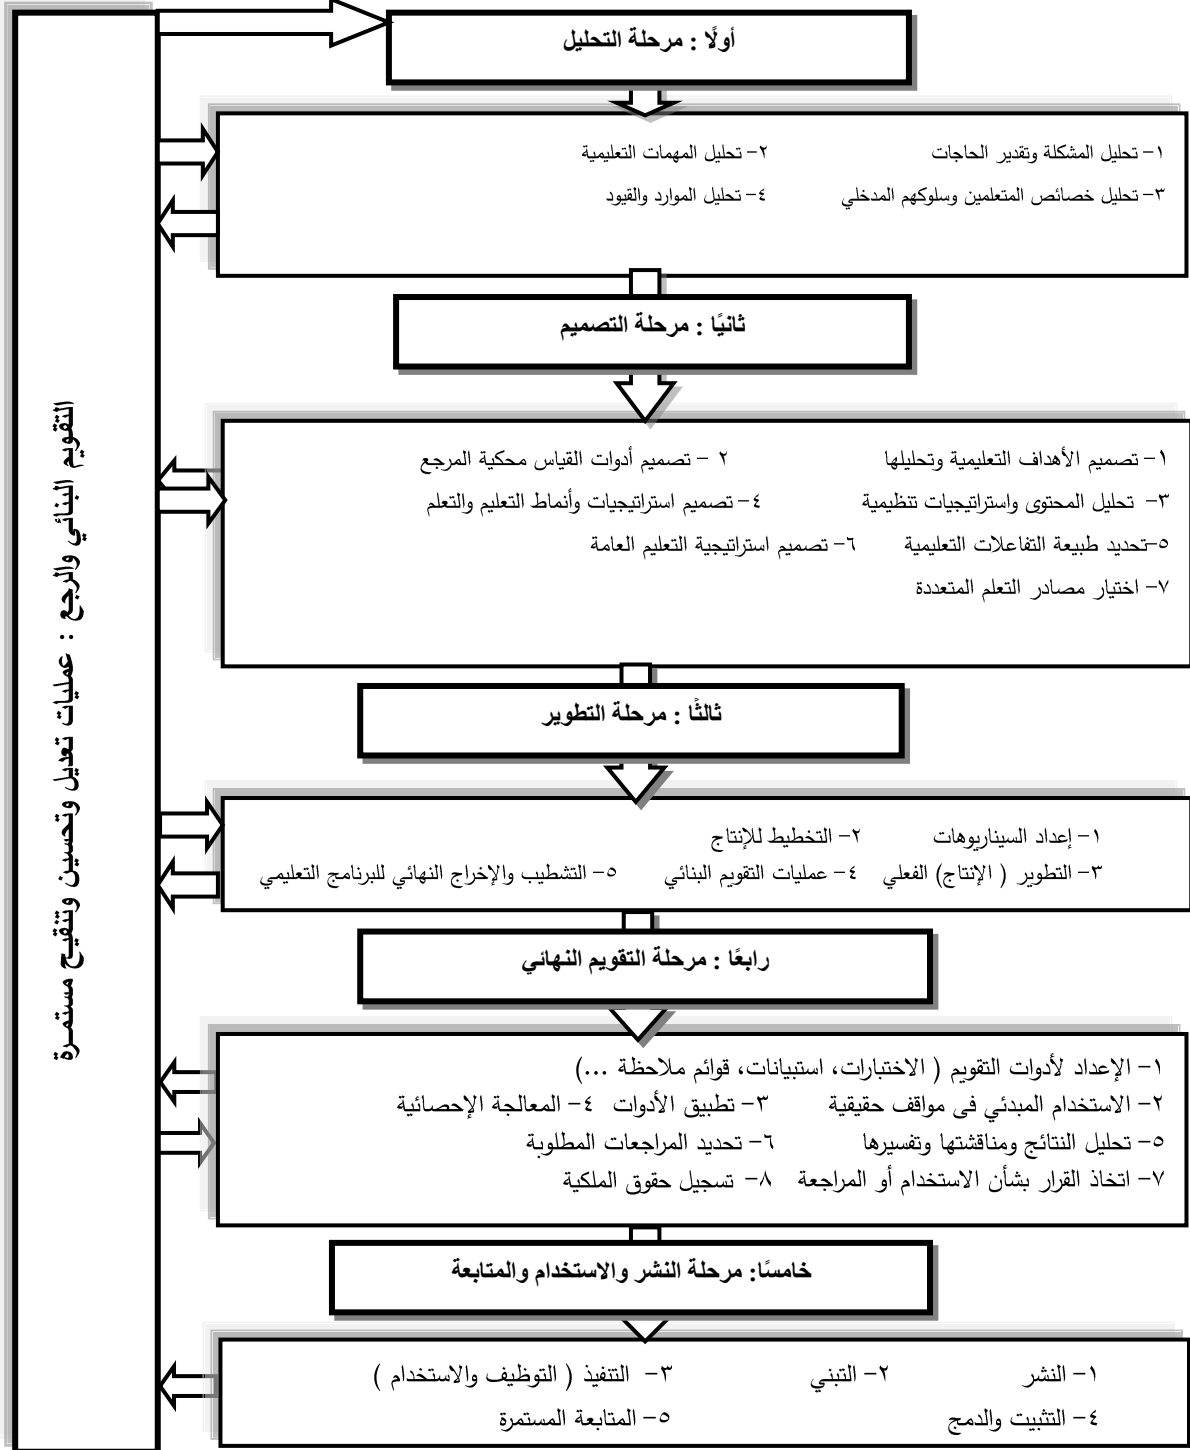 أولًا : مرحلة التحليل
١- تحليل المشكلة وتقدير الحاجات ٢- تحليل المهمات التعليمية
٣- تحليل خصائص المتعلمين وسلوكهم المدخلي ٤- تحليل الموارد والقيود
ثانيًا : مرحلة التصميم
١- تصميم الأهداف التعليمية وتحليلها ٢ - تصميم أدوات القياس محكية المرجع
٣- تحليل المحتوى واستراتيجيات تنظيمية ٤- تصميم استراتيجيات وأنماط التعليم والتعلم
٥-تحديد طبيعة التفاعلات التعليمية ٦- تصميم استراتيجية التعليم العامة
٧- اختيار مصادر التعلم المتعددة
ثالثًا : مرحلة التطوير
١- إعداد السيناريوهات ٢- التخطيط للإنتاج
٣- التطوير ( الإنتاج) الفعلي ٤- عمليات التقويم البنائي ٥- التشطيب والإخراج النهائي للبرنامج التعليمي
رابعًا : مرحلة التقويم النهائي
١- الإعداد لأدوات التقويم ( الاختبارات، استبيانات، قوائم ملاحظة ...)
٢- الاستخدام المبدئي فى مواقف حقيقية ٣- تطبيق الأدوات ٤- المعالجة الإحصائية
٥- تحليل النتائج ومناقشتها وتفسيرها ٦- تحديد المراجعات المطلوبة
٧- اتخاذ القرار بشأن الاستخدام أو المراجعة ٨- تسجيل حقوق الملكية
خامسًا: مرحلة النشر والاستخدام والمتابعة
١- النشر ٢- التبني ٣- التنفيذ ( التوظيف والاستخدام )
٤- التثبيت والدمج ٥- المتابعة المستمرة
التقويم البنائي والرجع : عمليات تعديل وتحسين وتنقيح مستمرة